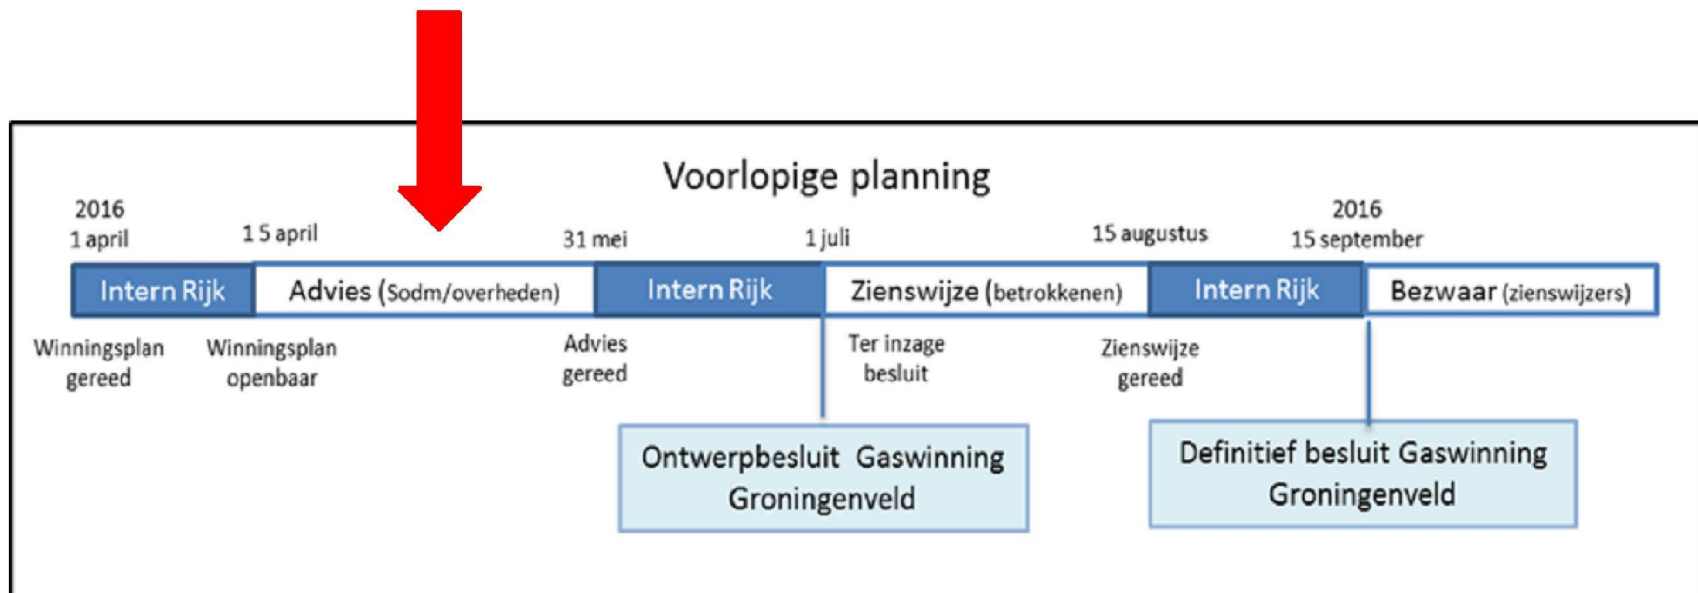 Voorlopige planning
2016
1 april
1 5 april
31 mei
1 juli
15 augustus
2016
15 september
Intern Rijk
Advies (Sodm/overheden)
Intern Rijk
Zienswijze (betrokkenen)
Intern Rijk
Bezwaar (zienswijzers)
Winningsplan
gereed
Winningsplan
openbaar
Advies
gereed
Ter inzage
besluit
Zienswijze
gereed
Ontwerpbesluit Gaswinning
Groningenveld
Definitief besluit Gaswinning
Groningenveld